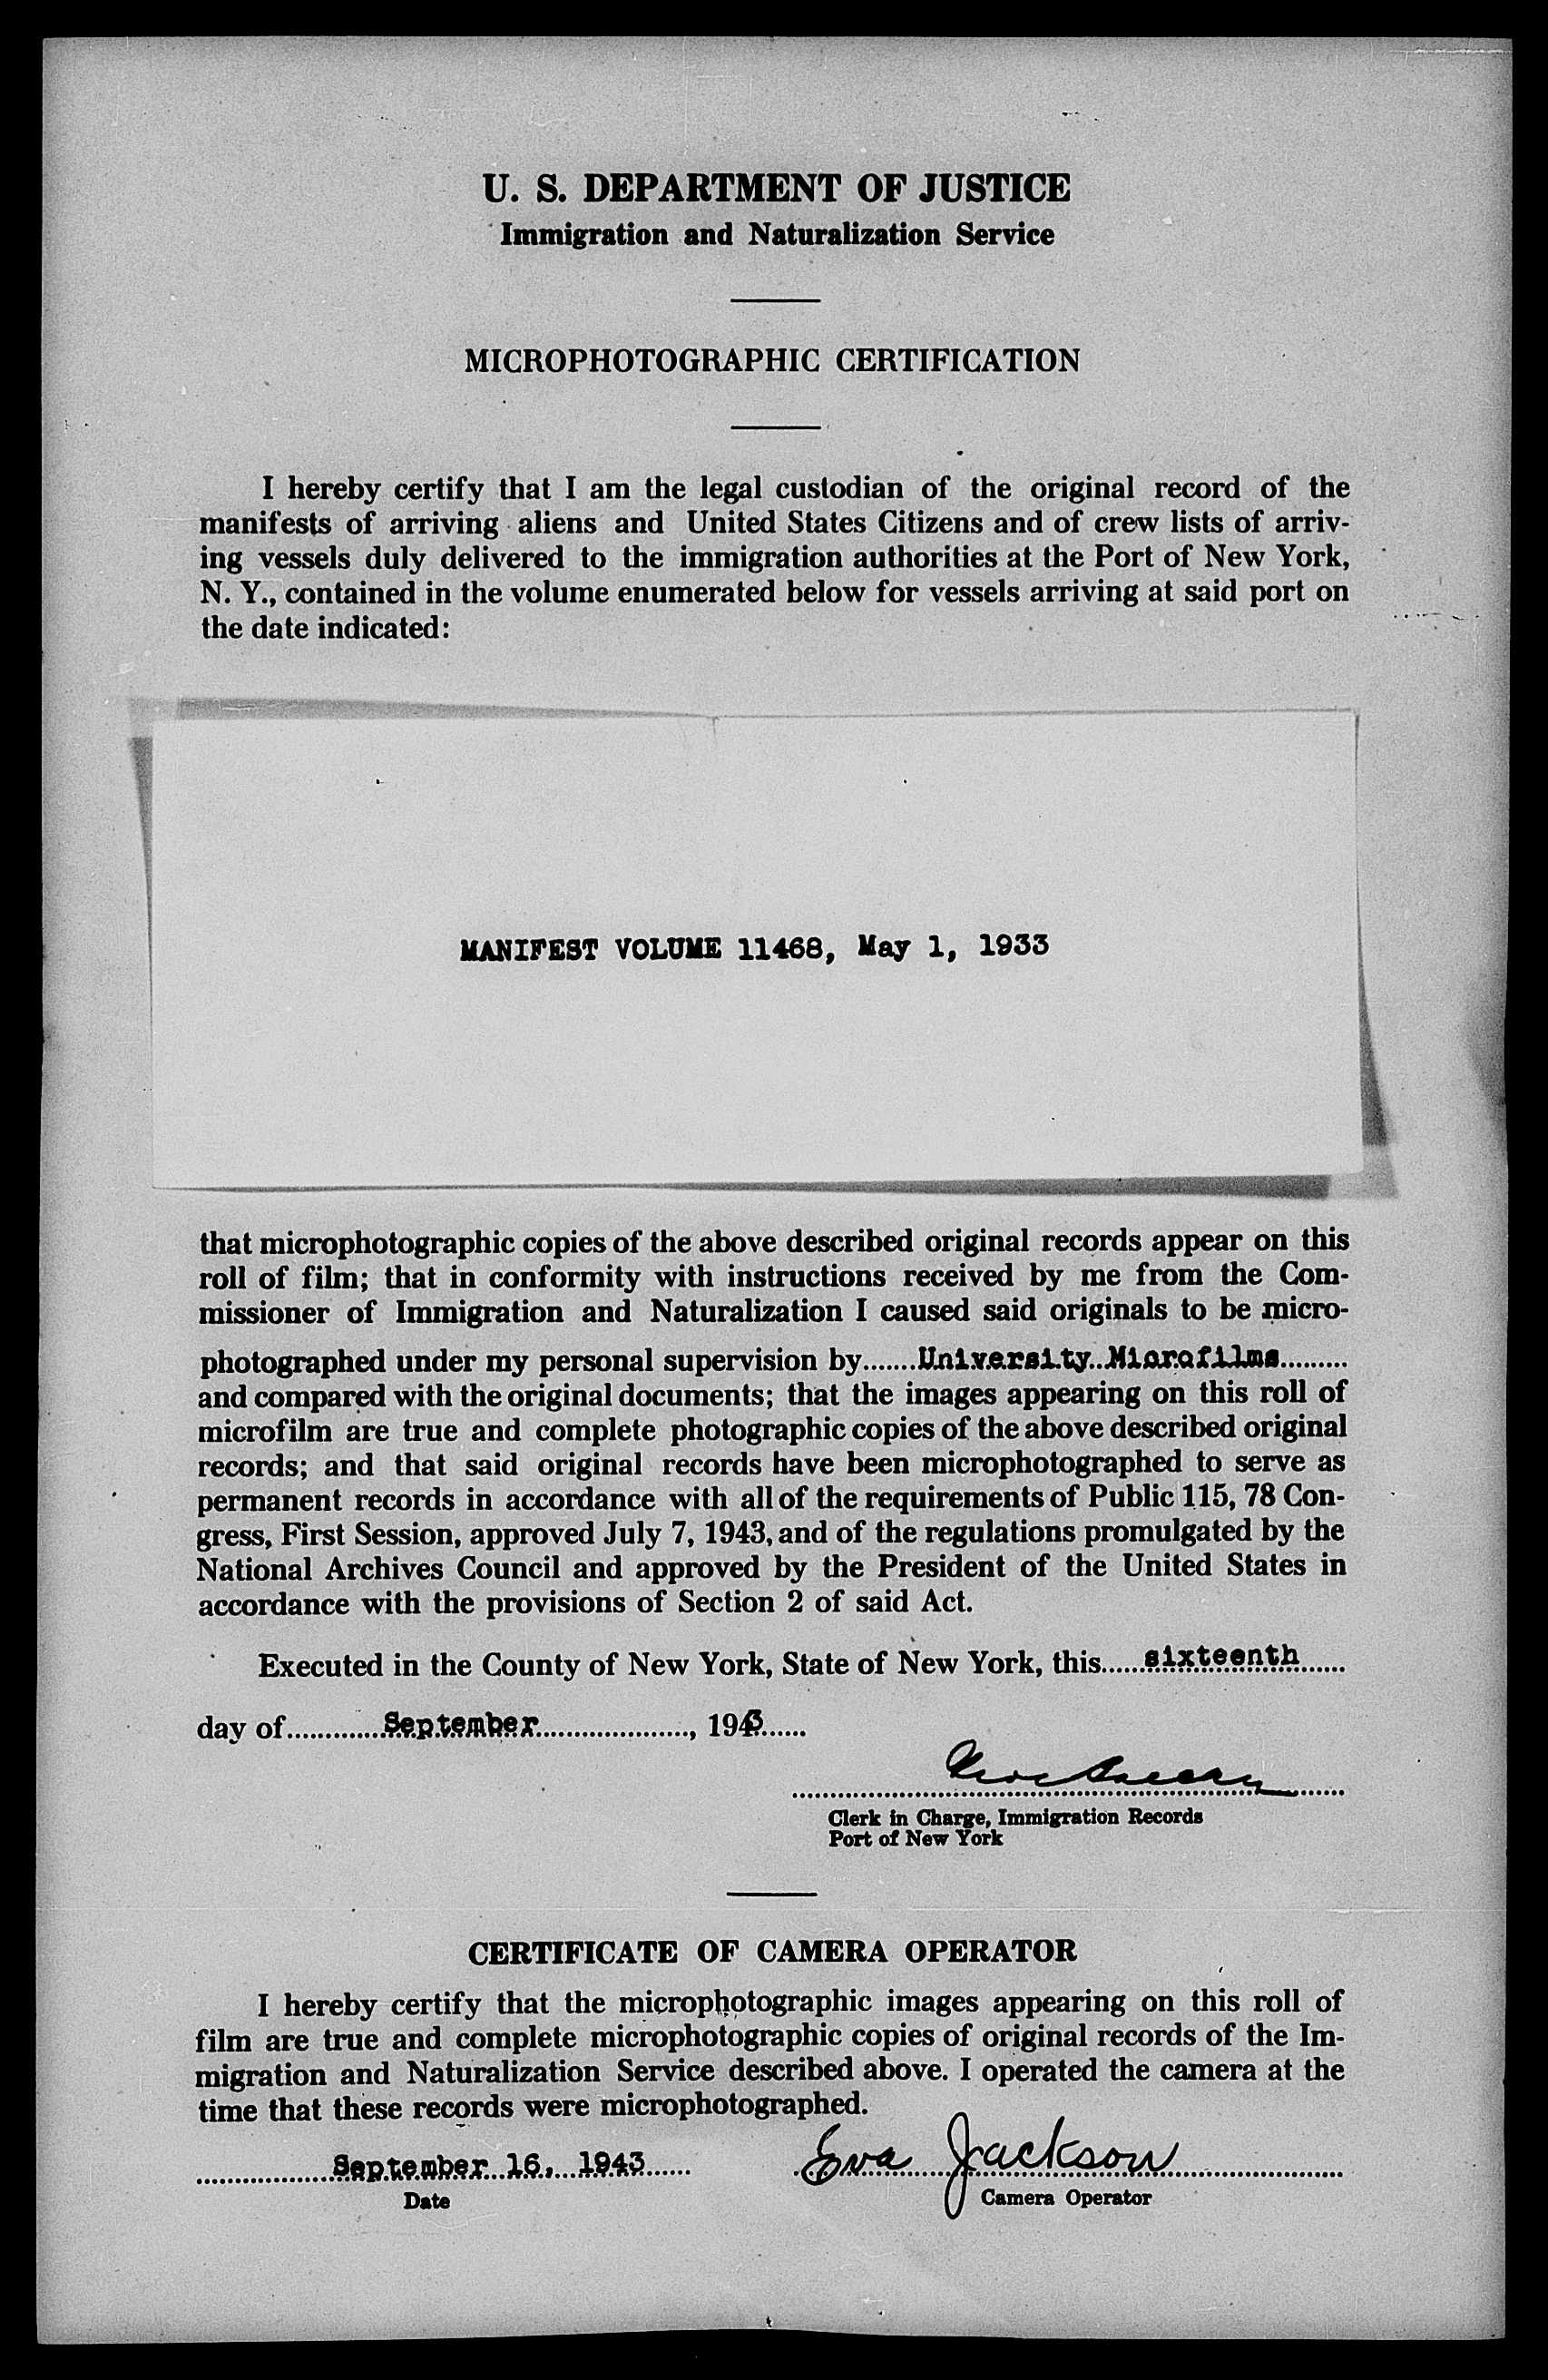 U. S. DEPARTMENT OF JUSTICE
Immigration and Naturalization Service
MICROPHOTOGRAPHIC CERTIFICATION
I hereby certify that I am the legal custodian of the original record of the
manifests of arriving aliens and United States Citizens and of crew lists of arriv-
ing vessels duly delivered to the immigration authorities at the Port of New York,
N. Y., contained in the volume enumerated below for vessels arriving at said port on
the date indicated:
MANIFEST VOLUME 11468, May 1, 1933
that microphotographic copies of the above described original records appear on this
roll of film; that in conformity with instructions received by me from the Com-
missioner of Immigration and Naturalization I caused said originals to be micro-
photographed under my personal supervision by.......University Microfilms.........
and compared with the original documents; that the images appearing on this roll of
microfilm are true and complete photographic copies of the above described original
records; and that said original records have been microphotographed to serve as
permanent records in accordance with all of the requirements of Public 115, 78 Con-
gress, First Session, approved July 7, 1943, and of the regulations promulgated by the
National Archives Council and approved by the President of the United States in
accordance with the provisions of Section 2 of said Act.
Executed in the County of New York, State of New York, this......sixteenth......
day of.............September...................., 1943......
Clerk in Charge, Immigration Records
Port of New York
CERTIFICATE OF CAMERA OPERATOR
I hereby certify that the microphotographic images appearing on this roll of
film are true and complete microphotographic copies of original records of the Im-
migration and Naturalization Service described above. I operated the camera at the
time that these records were microphotographed.
September 16, 1943 Eva Jackson
Date Camera Operator